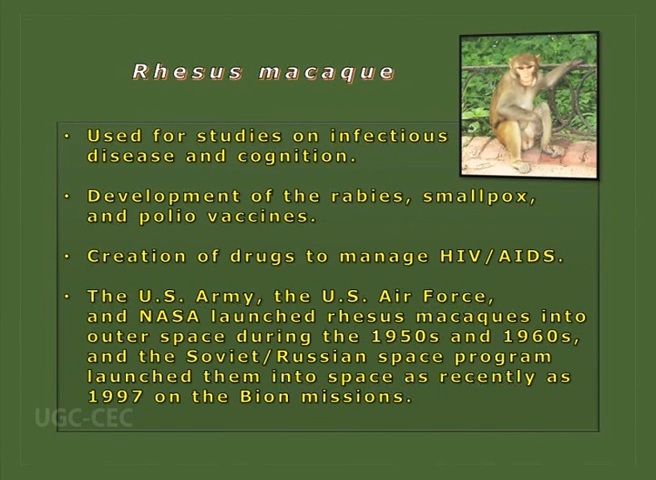 Rhesus macaque
• Used for studies on infectious
disease and cognition.
• Development of the rabies, smallpox,
and polio vaccines.
• Creation of drugs to manage HIV/AIDS.
• The U.S. Army, the U.S. Air Force,
and NASA launched rhesus macaques into
outer space during the 1950s and 1960s,
and the Soviet/Russian space program
launched them into space as recently as
1997 on the Bion missions.
UGC-CEC